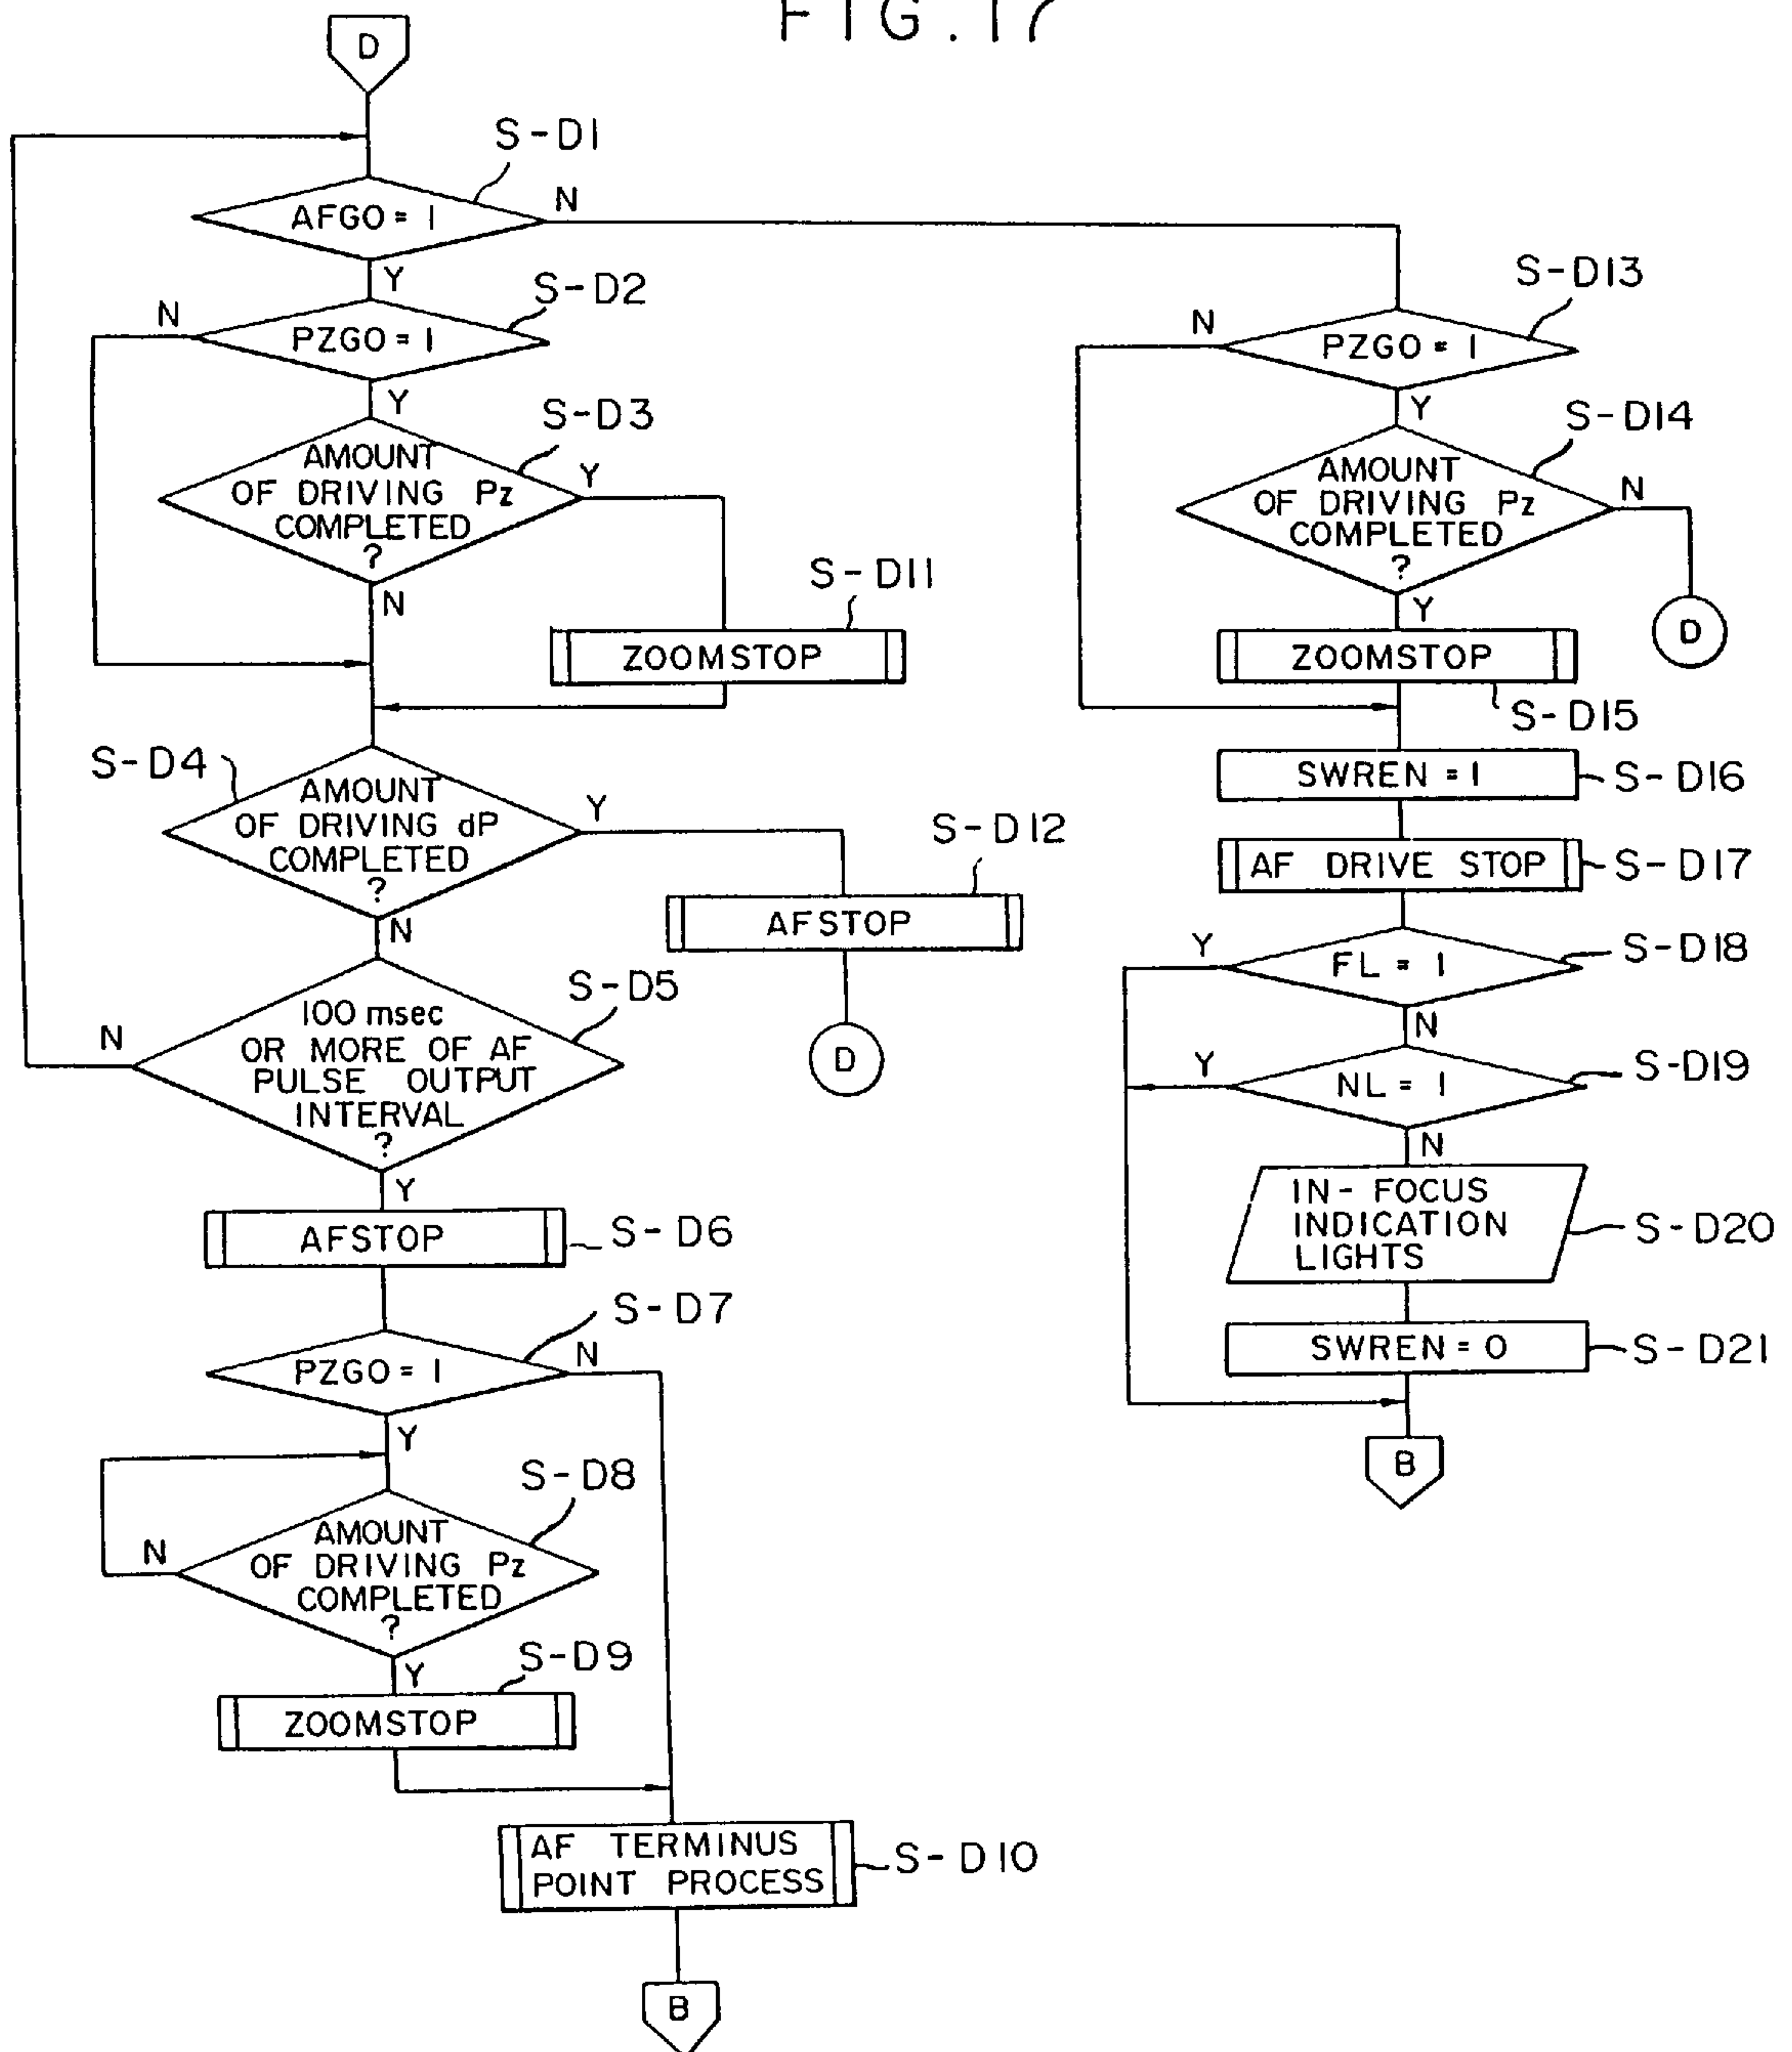 FIG. 17
D
S-D1
AFGO = 1
N
Y
S-D2
N
PZGO = 1
Y
S-D3
AMOUNT
OF DRIVING Pz
COMPLETED
?
Y
N
S-D11
ZOOMSTOP
S-D4
AMOUNT
OF DRIVING dP
COMPLETED
?
Y
N
S-D12
AFSTOP
D
S-D5
100 msec
OR MORE OF AF
PULSE OUTPUT
INTERVAL
?
N
Y
AFSTOP
S-D6
S-D7
PZGO = 1
N
Y
S-D8
AMOUNT
OF DRIVING Pz
COMPLETED
?
N
Y
S-D9
ZOOMSTOP
AF TERMINUS
POINT PROCESS
S-D10
B
S-D13
N
PZGO = 1
Y
S-D14
AMOUNT
OF DRIVING Pz
COMPLETED
?
N
D
Y
ZOOMSTOP
S-D15
SWREN = 1
S-D16
AF DRIVE STOP
S-D17
Y
FL = 1
S-D18
N
Y
NL = 1
S-D19
N
IN-FOCUS
INDICATION
LIGHTS
S-D20
SWREN = 0
S-D21
B